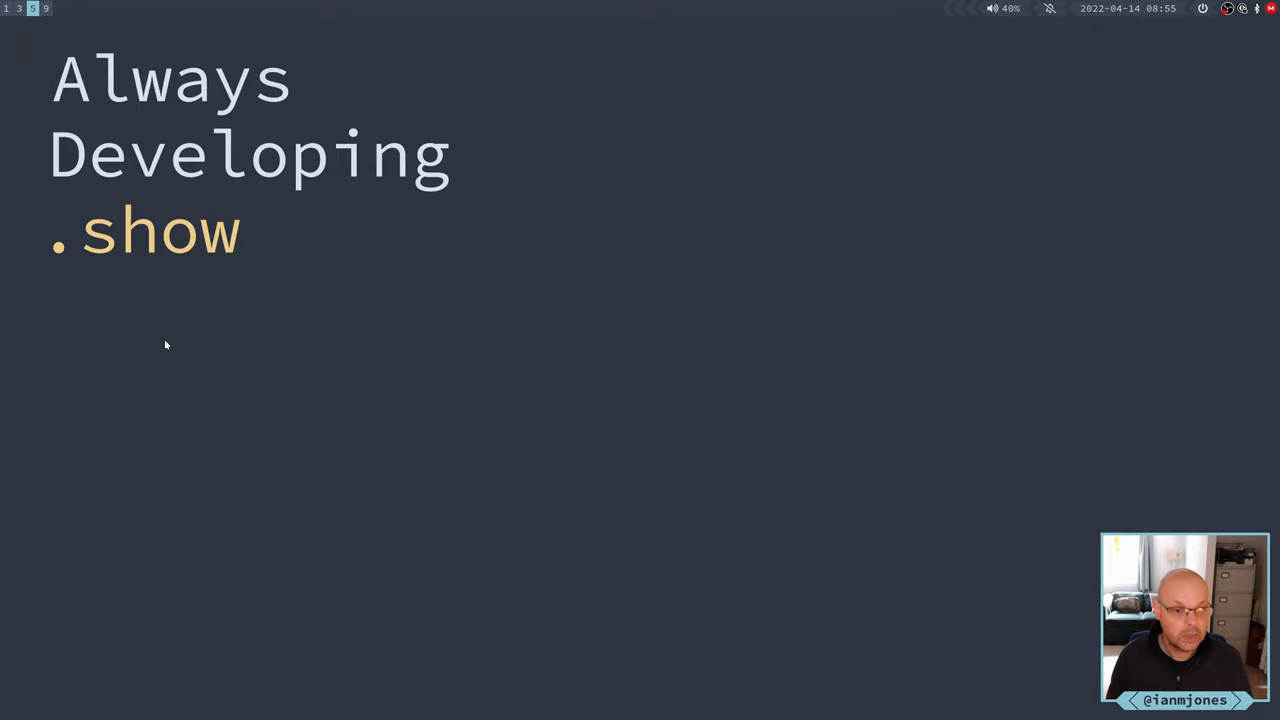 1 3 5 9
40%
2022-04-14 08:55
Always
Developing
.show
@ianmjones